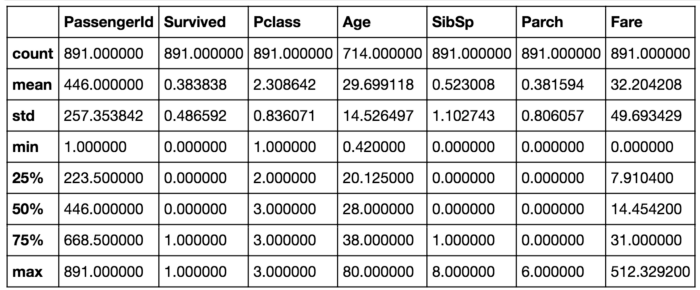 PassengerId Survived Pclass Age SibSp Parch Fare
count 891.000000 891.000000 891.000000 714.000000 891.000000 891.000000 891.000000
mean 446.000000 0.383838 2.308642 29.699118 0.523008 0.381594 32.204208
std 257.353842 0.486592 0.836071 14.526497 1.102743 0.806057 49.693429
min 1.000000 0.000000 1.000000 0.420000 0.000000 0.000000 0.000000
25% 223.500000 0.000000 2.000000 20.125000 0.000000 0.000000 7.910400
50% 446.000000 0.000000 3.000000 28.000000 0.000000 0.000000 14.454200
75% 668.500000 1.000000 3.000000 38.000000 1.000000 0.000000 31.000000
max 891.000000 1.000000 3.000000 80.000000 8.000000 6.000000 512.329200